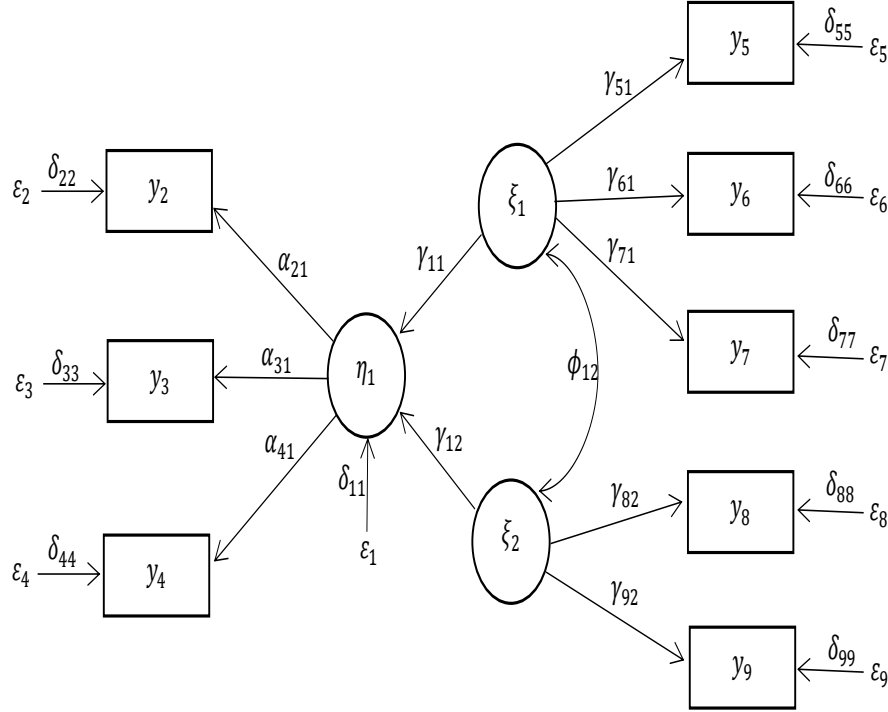 ε₂ δ₂₂ y₂
ε₃ δ₃₃ y₃
ε₄ δ₄₄ y₄
α₂₁
α₃₁
α₄₁
η₁
δ₁₁
ε₁
γ₁₁
γ₁₂
ξ₁
ξ₂
ϕ₁₂
γ₅₁
γ₆₁
γ₇₁
γ₈₂
γ₉₂
y₅ δ₅₅ ε₅
y₆ δ₆₆ ε₆
y₇ δ₇₇ ε₇
y₈ δ₈₈ ε₈
y₉ δ₉₉ ε₉